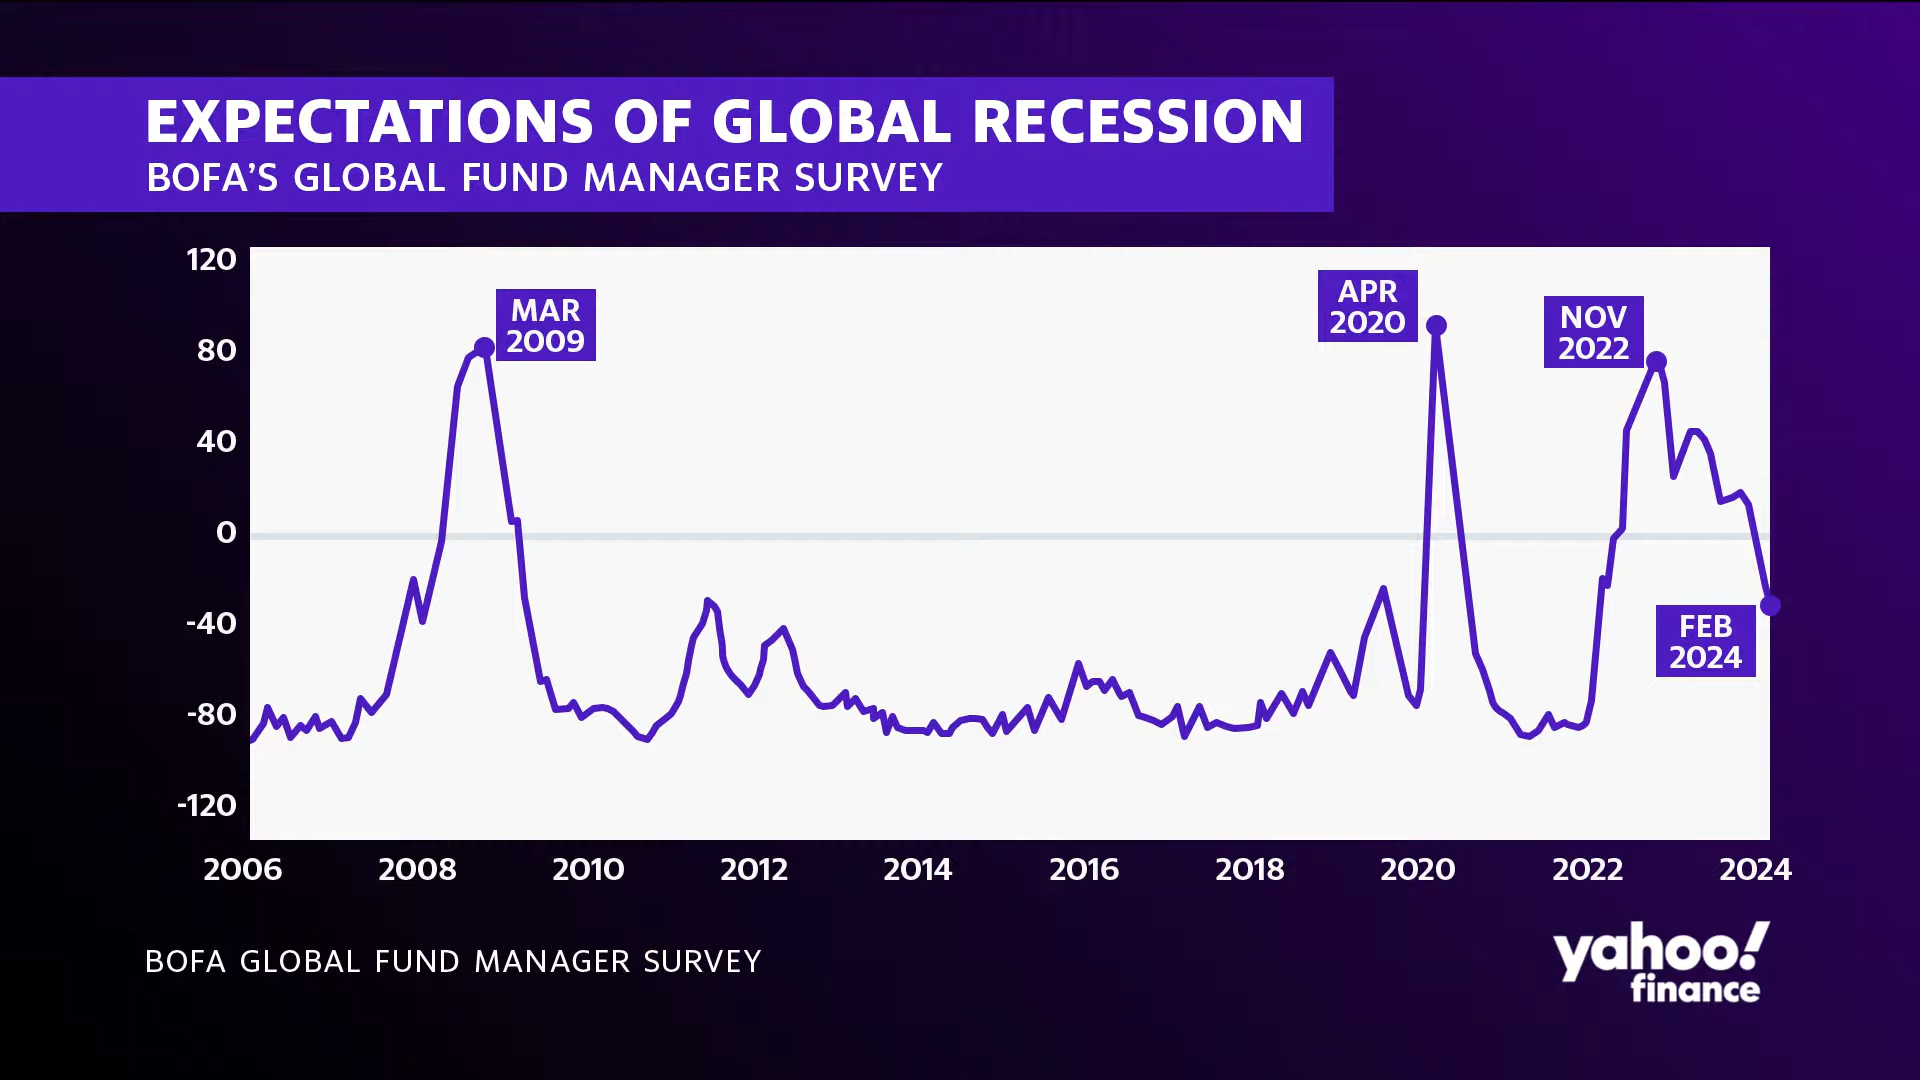 EXPECTATIONS OF GLOBAL RECESSION
BOFA’S GLOBAL FUND MANAGER SURVEY
120
80
40
0
-40
-80
-120
MAR
2009
APR
2020
NOV
2022
FEB
2024
2006
2008
2010
2012
2014
2016
2018
2020
2022
2024
BOFA GLOBAL FUND MANAGER SURVEY
yahoo!
finance